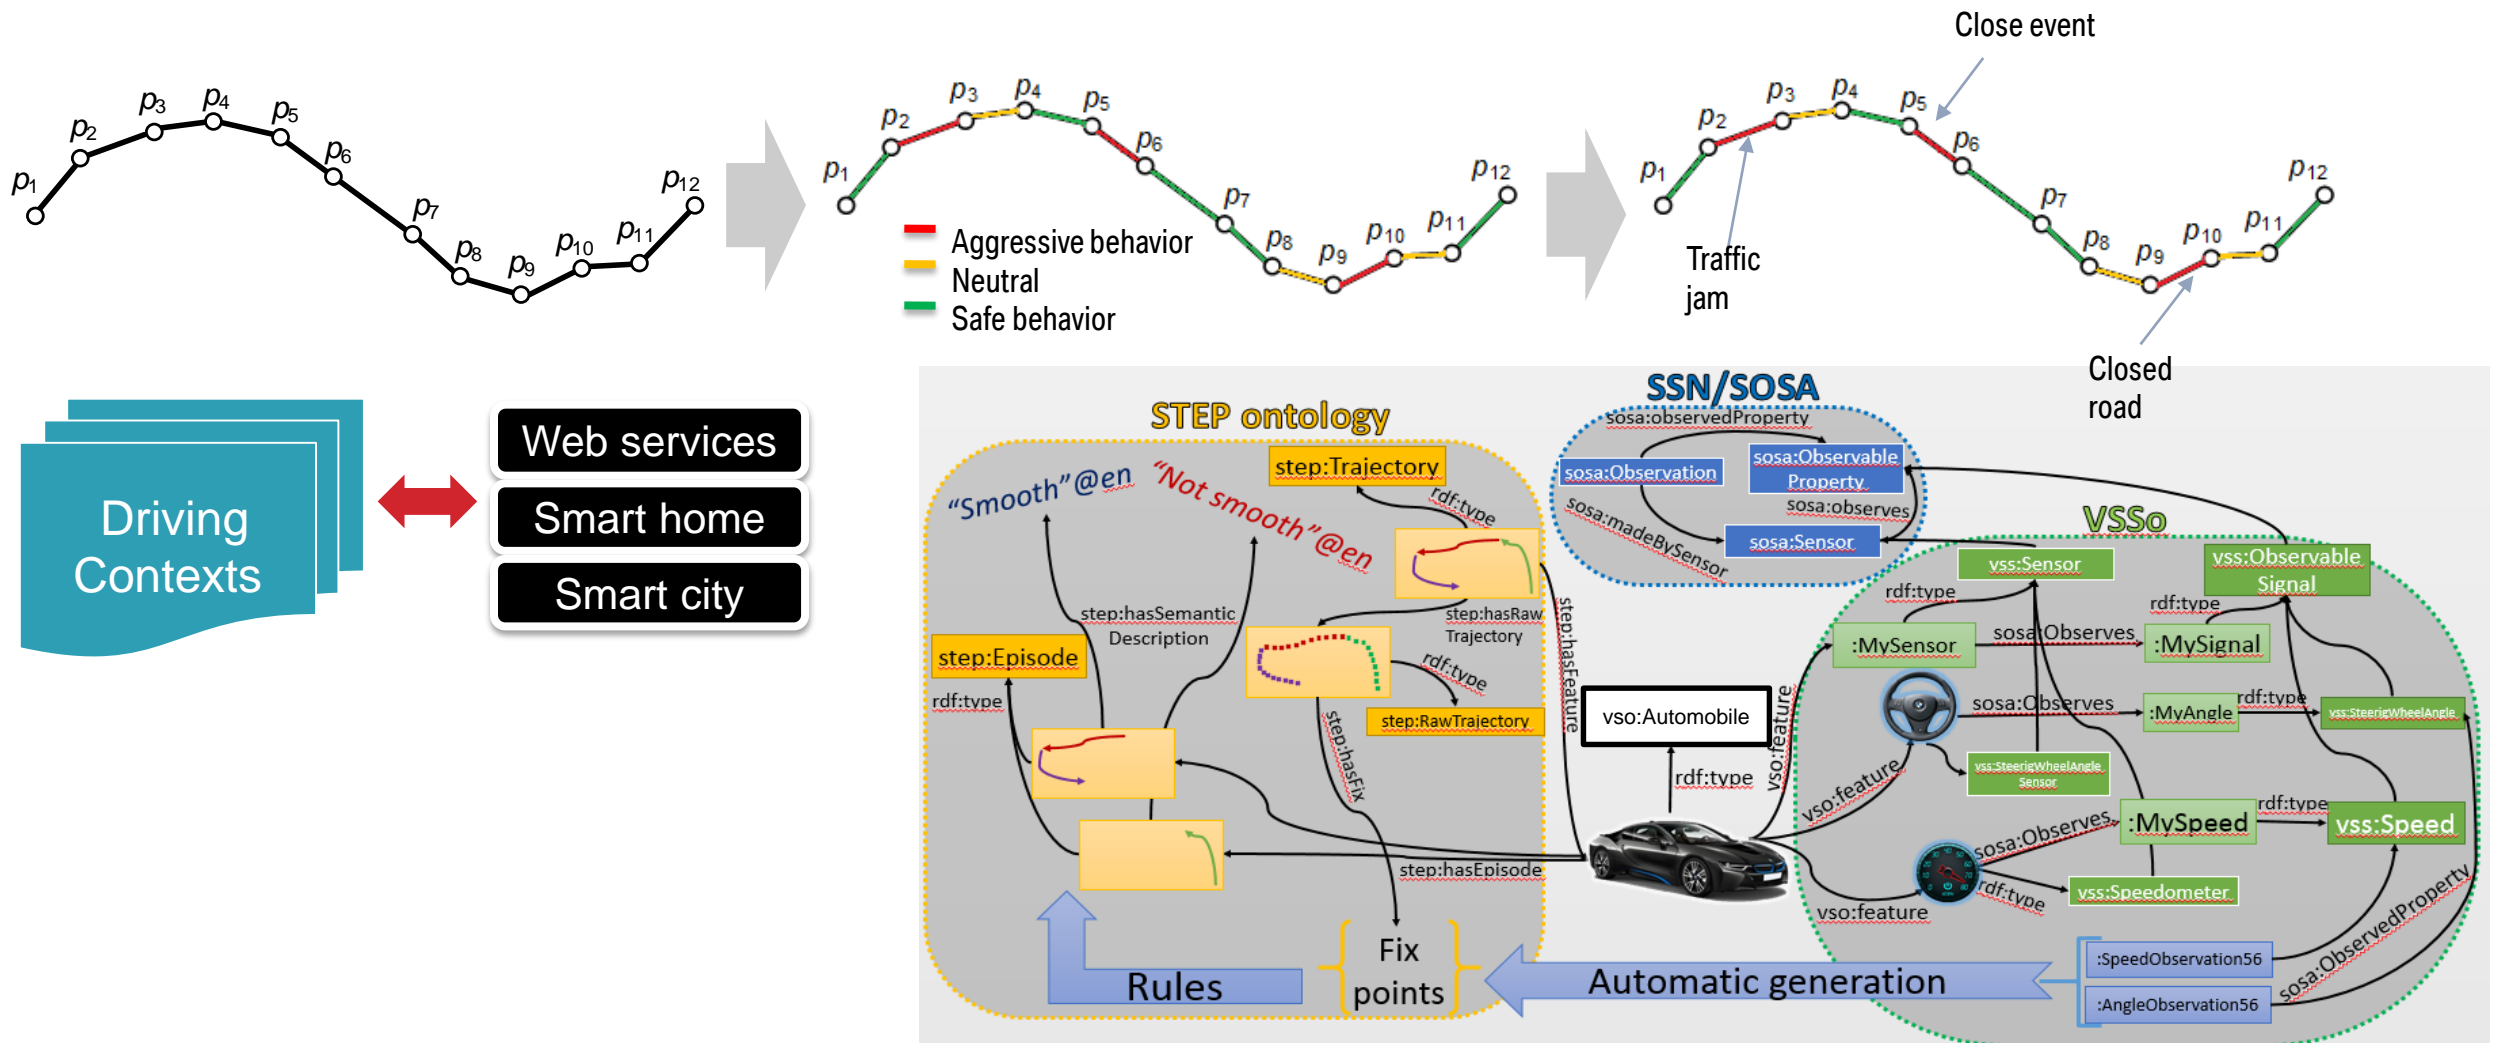 p1
p2
p3
p4
p5
p6
p7
p8
p9
p10
p11
p12
p1
p2
p3
p4
p5
p6
p7
p8
p9
p10
p11
p12
Aggressive behavior
Neutral
Safe behavior
Close event
p1
p2
p3
p4
p5
p6
p7
p8
p9
p10
p11
p12
Traffic
jam
Closed
road
Driving
Contexts
Web services
Smart home
Smart city
STEP ontology
"Smooth"@en
"Not smooth"@en
step:Trajectory
rdf:type
step:hasSemantic
Description
step:hasRaw
Trajectory
step:Episode
rdf:type
rdf:type
step:RawTrajectory
step:hasFix
step:hasFeature
step:hasEpisode
Fix
points
Rules
Automatic generation
SSN/SOSA
sosa:observedProperty
sosa:Observation
sosa:Observable
Property
sosa:madeBySensor
sosa:observes
sosa:Sensor
vso:Automobile
rdf:type
vso:feature
vso:feature
vso:feature
VSSo
vss:Sensor
vss:Observable
Signal
rdf:type
rdf:type
:MySensor
sosa:Observes
:MySignal
sosa:Observes
:MyAngle
rdf:type
vss:SteerigWheelAngle
vss:SteerigWheelAngle
Sensor
sosa:Observes
:MySpeed
rdf:type
vss:Speed
rdf:type
vss:Speedometer
:SpeedObservation56
:AngleObservation56
sosa:ObservedProperty